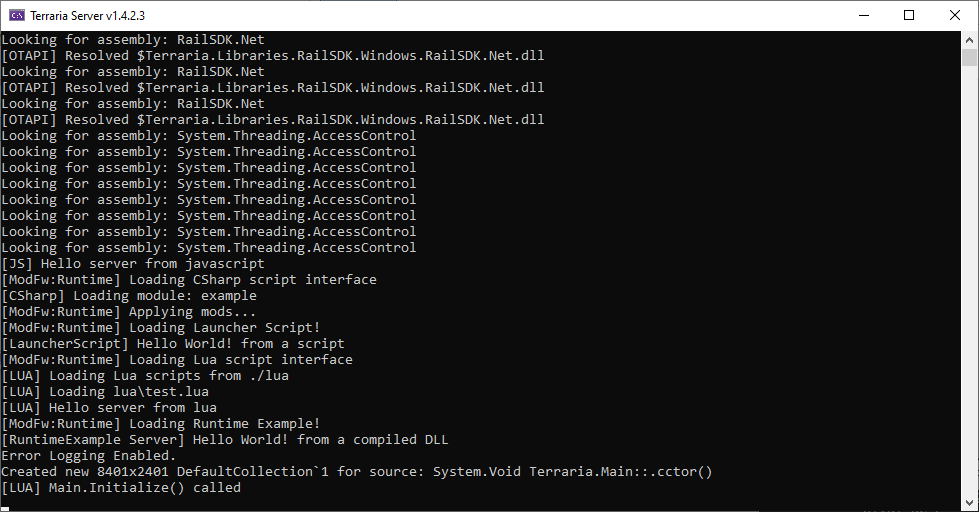 Terraria Server v1.4.2.3
Looking for assembly: RailSDK.Net
[OTAPI] Resolved $Terraria.Libraries.RailSDK.Windows.RailSDK.Net.dll
Looking for assembly: RailSDK.Net
[OTAPI] Resolved $Terraria.Libraries.RailSDK.Windows.RailSDK.Net.dll
Looking for assembly: RailSDK.Net
[OTAPI] Resolved $Terraria.Libraries.RailSDK.Windows.RailSDK.Net.dll
Looking for assembly: System.Threading.AccessControl
Looking for assembly: System.Threading.AccessControl
Looking for assembly: System.Threading.AccessControl
Looking for assembly: System.Threading.AccessControl
Looking for assembly: System.Threading.AccessControl
Looking for assembly: System.Threading.AccessControl
Looking for assembly: System.Threading.AccessControl
Looking for assembly: System.Threading.AccessControl
[JS] Hello server from javascript
[ModFw:Runtime] Loading CSharp script interface
[CSharp] Loading module: example
[ModFw:Runtime] Applying mods...
[ModFw:Runtime] Loading Launcher Script!
[LauncherScript] Hello World! from a script
[ModFw:Runtime] Loading Lua script interface
[LUA] Loading Lua scripts from ./lua
[LUA] Loading lua\test.lua
[LUA] Hello server from lua
[ModFw:Runtime] Loading Runtime Example!
[RuntimeExample Server] Hello World! from a compiled DLL
Error Logging Enabled.
Created new 8401x2401 DefaultCollection`1 for source: System.Void Terraria.Main::.cctor()
[LUA] Main.Initialize() called